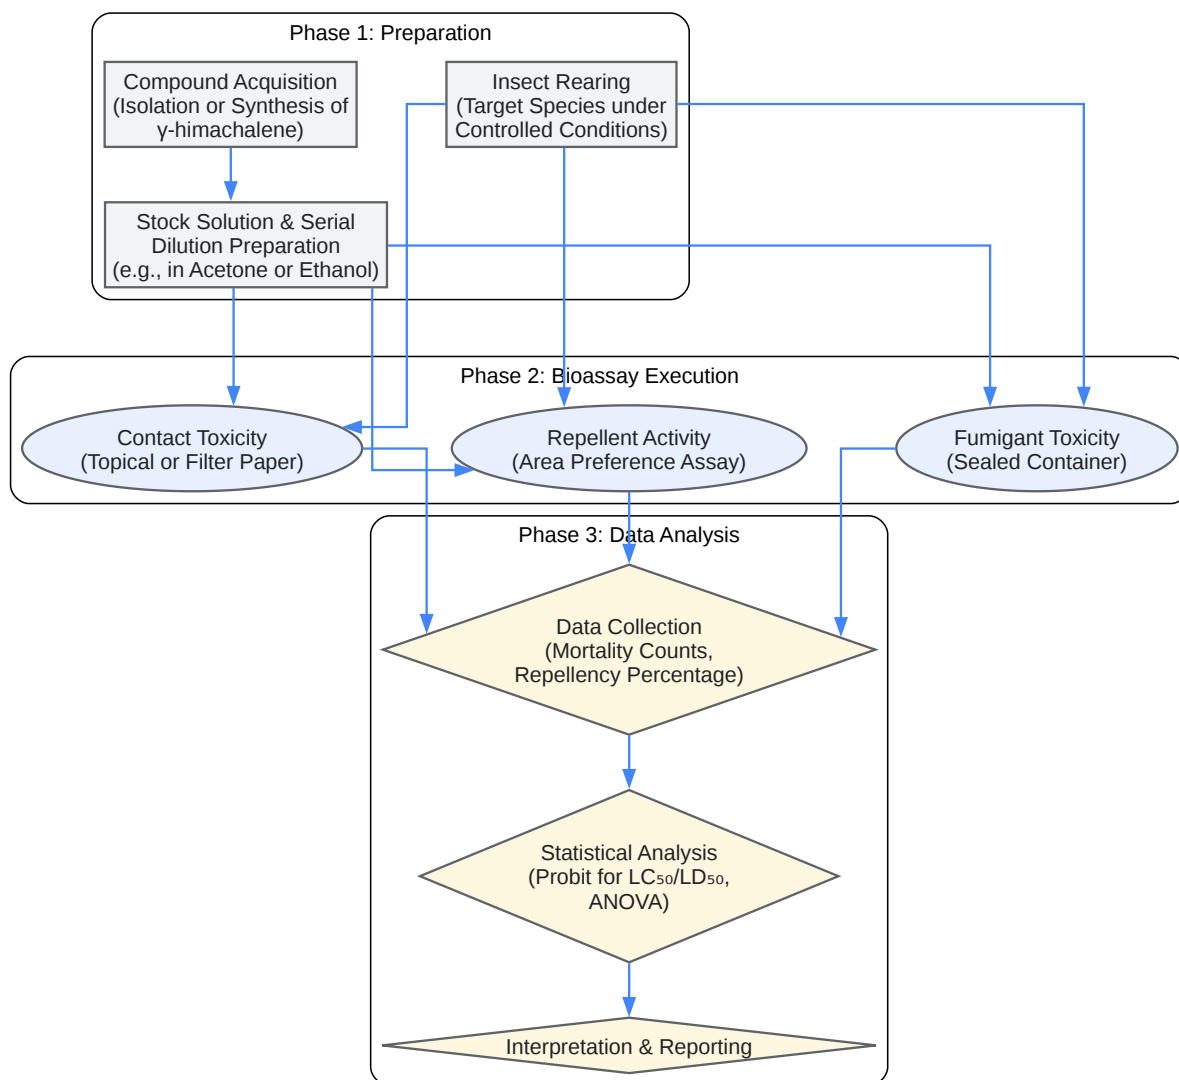 Phase 1: Preparation
Compound Acquisition
(Isolation or Synthesis of
γ-himachalene)
Insect Rearing
(Target Species under
Controlled Conditions)
Stock Solution & Serial
Dilution Preparation
(e.g., in Acetone or Ethanol)
Phase 2: Bioassay Execution
Contact Toxicity
(Topical or Filter Paper)
Repellent Activity
(Area Preference Assay)
Fumigant Toxicity
(Sealed Container)
Phase 3: Data Analysis
Data Collection
(Mortality Counts,
Repellency Percentage)
Statistical Analysis
(Probit for LC₅₀/LD₅₀,
ANOVA)
Interpretation & Reporting